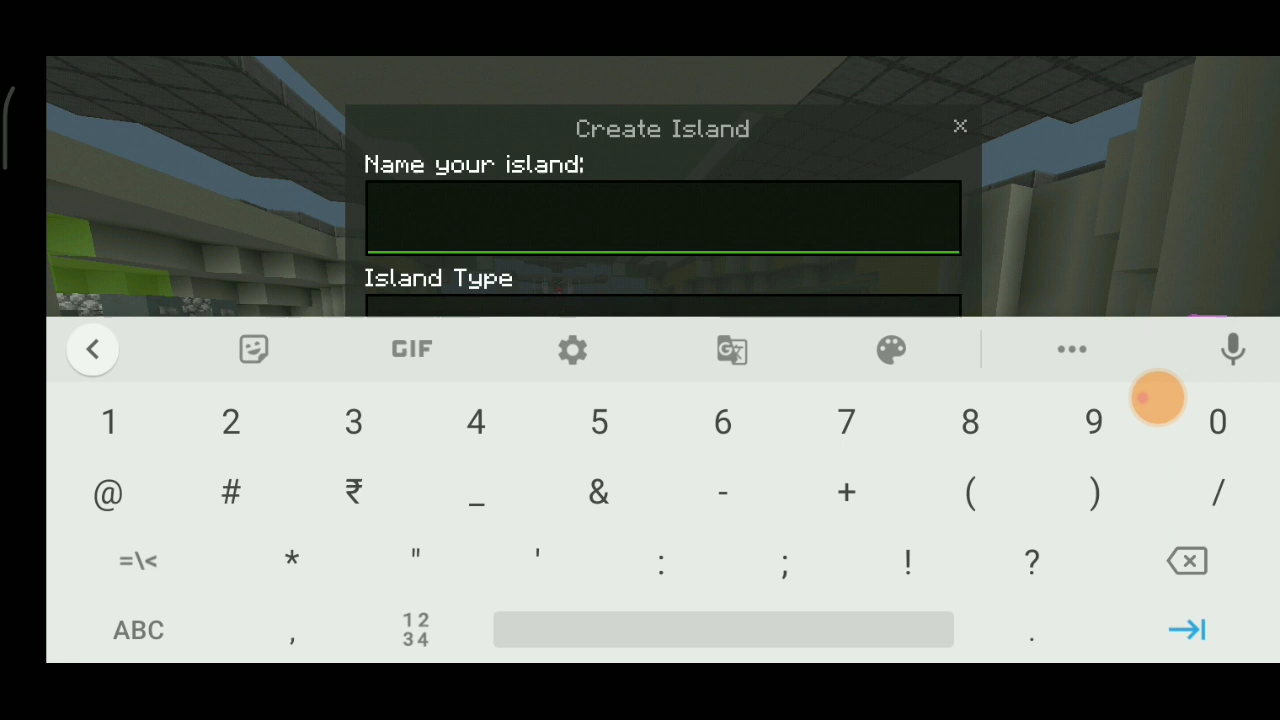 Create Island
Name your island:
Island Type
GIF
1 2 3 4 5 6 7 8 9 0
@ # ₹ _ & - + ( ) /
=\< * " ' : ; ! ?
ABC , 12 34 .